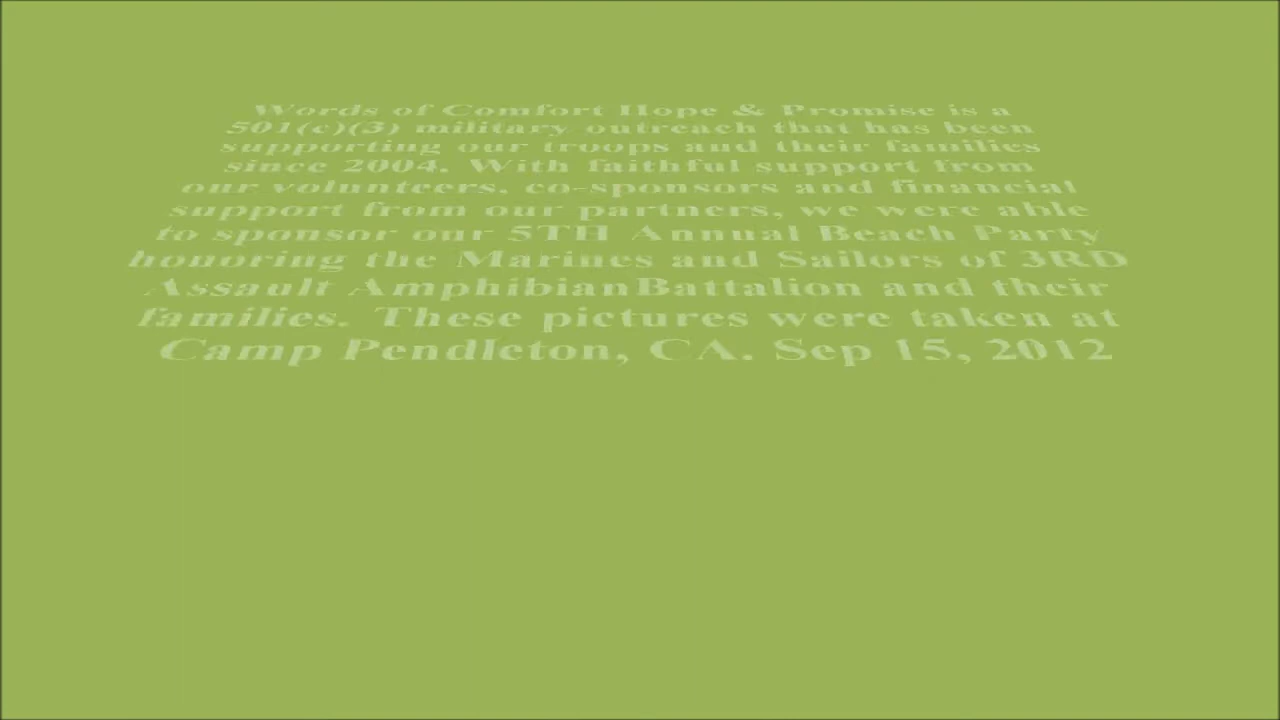 Words of Comfort Hope & Promise is a
501(c)(3) military outreach that has been
supporting our troops and their families
since 2004. With faithful support from
our volunteers, co-sponsors and financial
support from our partners, we were able
to sponsor our 5TH Annual Beach Party
honoring the Marines and Sailors of 3RD
Assault AmphibianBattalion and their
families. These pictures were taken at
Camp Pendleton, CA. Sep 15, 2012